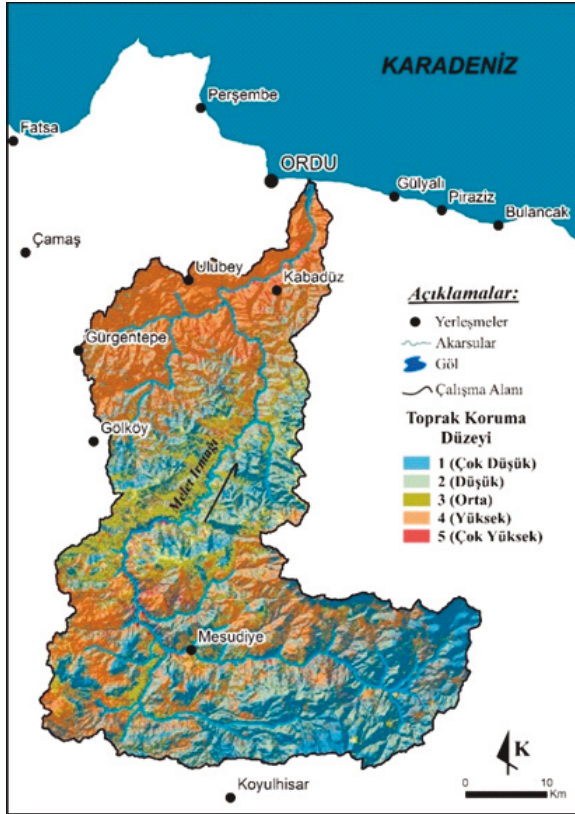 KARADENİZ
Perşembe
Fatsa
ORDU
Gülyalı
Piraziz
Bulancak
Çamaş
Ulubey
Kabadüz
Gürgentepe
Gölköy
Melet Irmağı
Mesudiye
Koyulhisar
Açıklamalar:
Yerleşmeler
Akarsular
Göl
Çalışma Alanı
Toprak Koruma
Düzeyi
1 (Çok Düşük)
2 (Düşük)
3 (Orta)
4 (Yüksek)
5 (Çok Yüksek)
K
0 10
Km